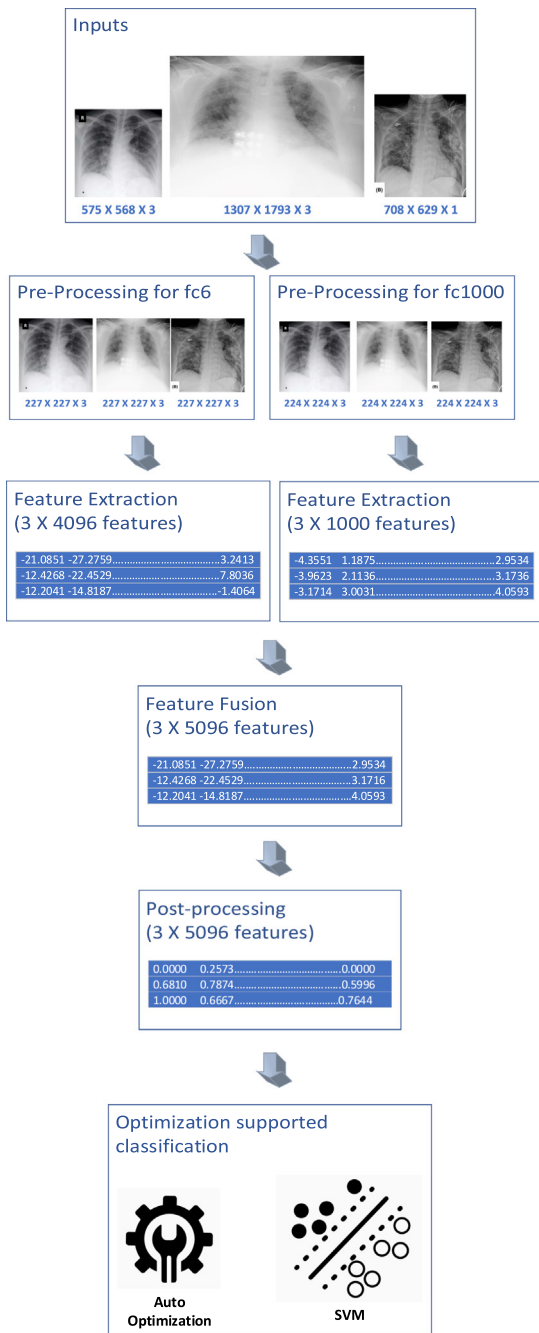 Inputs
R
(B)
575 X 568 X 3
1307 X 1793 X 3
708 X 629 X 1
Pre-Processing for fc6
R
(B)
227 X 227 X 3
227 X 227 X 3
227 X 227 X 3
Pre-Processing for fc1000
(B)
224 X 224 X 3
224 X 224 X 3
224 X 224 X 3
Feature Extraction
(3 X 4096 features)
-21.0851 -27.2759.........................................3.2413
-12.4268 -22.4529.........................................7.8036
-12.2041 -14.8187........................................-1.4064
Feature Extraction
(3 X 1000 features)
-4.3551 1.1875.........................................2.9534
-3.9623 2.1136.........................................3.1736
-3.1714 3.0031.........................................4.0593
Feature Fusion
(3 X 5096 features)
-21.0851 -27.2759.........................................2.9534
-12.4268 -22.4529.........................................3.1716
-12.2041 -14.8187.........................................4.0593
Post-processing
(3 X 5096 features)
0.0000 0.2573.........................................0.0000
0.6810 0.7874.........................................0.5996
1.0000 0.6667........................................0.7644
Optimization supported
classification
Auto
Optimization
SVM